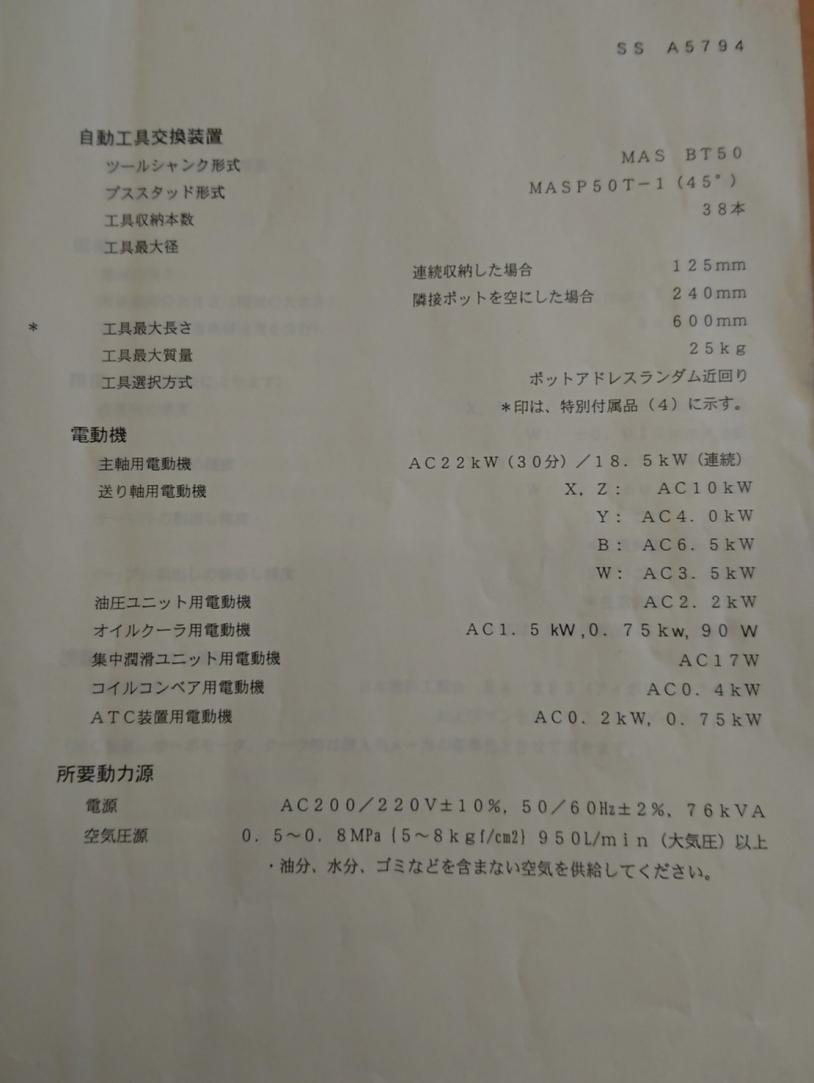 SS A5794
自動工具交換装置
ツールシャンク形式 MAS BT50
プススタッド形式 MASP50T-1(45°)
工具収納本数 38本
工具最大径
連続収納した場合 125mm
隣接ポットを空にした場合 240mm
* 工具最大長さ 600mm
工具最大質量 25kg
工具選択方式 ポットアドレスランダム近回り
*印は、特別付属品(4)に示す。
電動機
主軸用電動機 AC22kW(30分)/18.5kW(連続)
送り軸用電動機 X,Z: AC10kW
Y: AC4.0kW
B: AC6.5kW
W: AC3.5kW
油圧ユニット用電動機 AC2.2kW
オイルクーラ用電動機 AC1.5kW,0.75kw,90W
集中潤滑ユニット用電動機 AC17W
コイルコンベア用電動機 AC0.4kW
ATC装置用電動機 AC0.2kW,0.75kW
所要動力源
電源 AC200/220V±10%,50/60Hz±2%,76kVA
空気圧源 0.5~0.8MPa{5~8kgf/cm2}950L/min(大気圧)以上
・油分、水分、ゴミなどを含まない空気を供給してください。